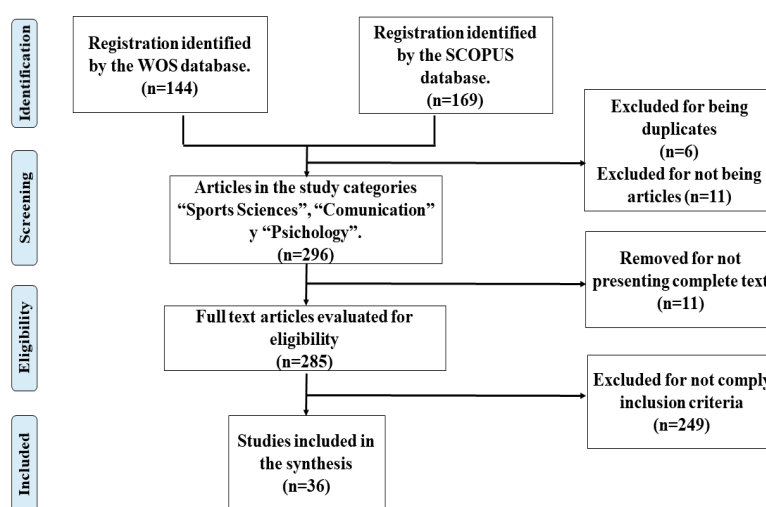 Identification
Registration identified
by the WOS database.
(n=144)
Registration identified
by the SCOPUS
database.
(n=169)
Excluded for being
duplicates
(n=6)
Excluded for not being
articles (n=11)
Screening
Articles in the study categories
“Sports Sciences”, “Comunication”
y “Psichology”.
(n=296)
Removed for not
presenting complete text
(n=11)
Eligibility
Full text articles evaluated for
eligibility
(n=285)
Excluded for not comply
inclusion criteria
(n=249)
Included
Studies included in
the synthesis
(n=36)